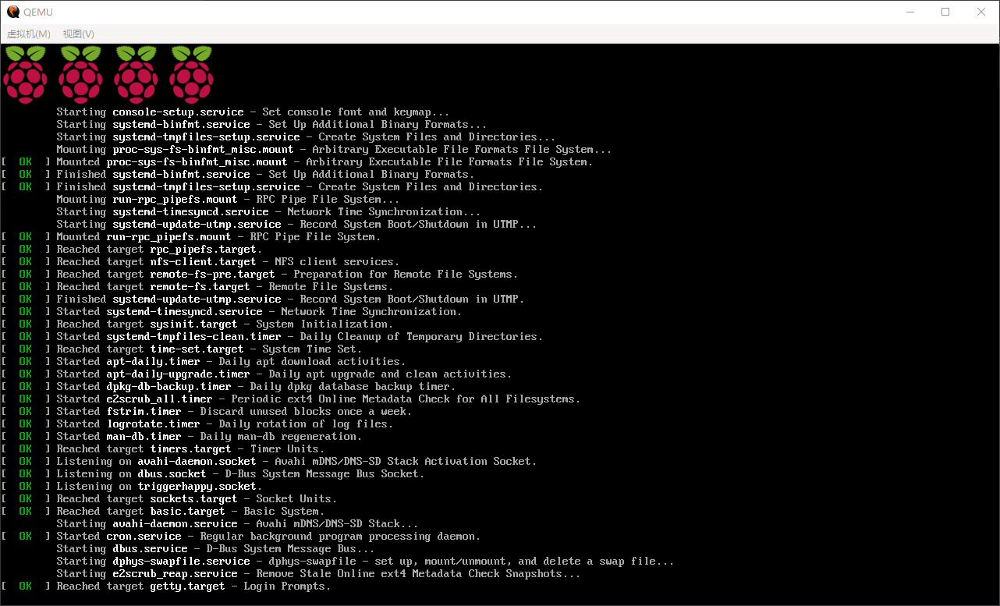 QEMU
虚拟机(M) 视图(V)
Starting console-setup.service - Set console font and keymap...
Starting systemd-binfmt.service - Set Up Additional Binary Formats...
Starting systemd-tmpfiles-setup.service - Create System Files and Directories...
Mounting proc-sys-fs-binfmt_misc.mount - Arbitrary Executable File Formats File System...
[  OK  ] Mounted proc-sys-fs-binfmt_misc.mount - Arbitrary Executable File Formats File System.
[  OK  ] Finished systemd-binfmt.service - Set Up Additional Binary Formats.
[  OK  ] Finished systemd-tmpfiles-setup.service - Create System Files and Directories.
Mounting run-rpc_pipefs.mount - RPC Pipe File System...
Starting systemd-timesyncd.service - Network Time Synchronization...
Starting systemd-update-utmp.service - Record System Boot/Shutdown in UTMP...
[  OK  ] Mounted run-rpc_pipefs.mount - RPC Pipe File System.
[  OK  ] Reached target rpc_pipefs.target.
[  OK  ] Reached target nfs-client.target - NFS client services.
[  OK  ] Reached target remote-fs-pre.target - Preparation for Remote File Systems.
[  OK  ] Reached target remote-fs.target - Remote File Systems.
[  OK  ] Finished systemd-update-utmp.service - Record System Boot/Shutdown in UTMP.
[  OK  ] Started systemd-timesyncd.service - Network Time Synchronization.
[  OK  ] Reached target sysinit.target - System Initialization.
[  OK  ] Started systemd-tmpfiles-clean.timer - Daily Cleanup of Temporary Directories.
[  OK  ] Reached target time-set.target - System Time Set.
[  OK  ] Started apt-daily.timer - Daily apt download activities.
[  OK  ] Started apt-daily-upgrade.timer - Daily apt upgrade and clean activities.
[  OK  ] Started dpkg-db-backup.timer - Daily dpkg database backup timer.
[  OK  ] Started e2scrub_all.timer - Periodic ext4 Online Metadata Check for All Filesystems.
[  OK  ] Started fstrim.timer - Discard unused blocks once a week.
[  OK  ] Started logrotate.timer - Daily rotation of log files.
[  OK  ] Started man-db.timer - Daily man-db regeneration.
[  OK  ] Reached target timers.target - Timer Units.
[  OK  ] Listening on avahi-daemon.socket - Avahi mDNS/DNS-SD Stack Activation Socket.
[  OK  ] Listening on dbus.socket - D-Bus System Message Bus Socket.
[  OK  ] Listening on triggerhappy.socket.
[  OK  ] Reached target sockets.target - Socket Units.
[  OK  ] Reached target basic.target - Basic System.
Starting avahi-daemon.service - Avahi mDNS/DNS-SD Stack...
[  OK  ] Started cron.service - Regular background program processing daemon.
Starting dbus.service - D-Bus System Message Bus...
Starting dphys-swapfile.service - dphys-swapfile - set up, mount/unmount, and delete a swap file...
Starting e2scrub_reap.service - Remove Stale Online ext4 Metadata Check Snapshots...
[  OK  ] Reached target getty.target - Login Prompts.